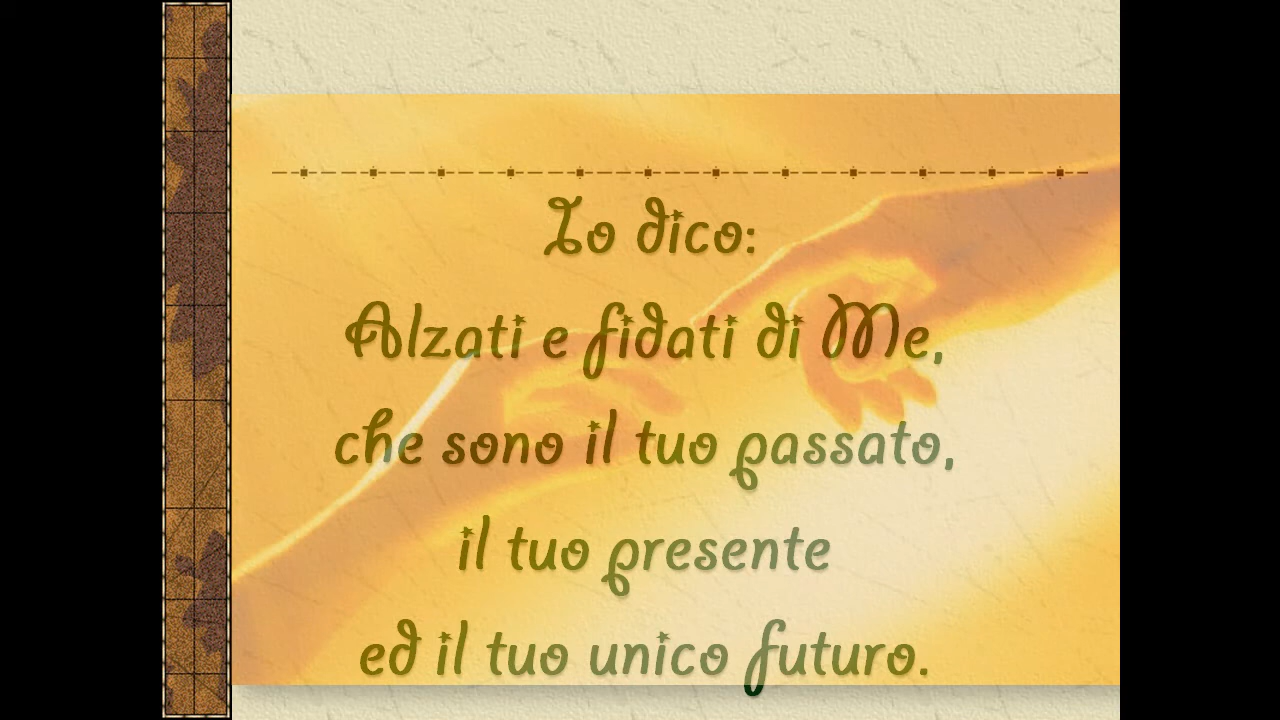 Io dico:
Alzati e fidati di Me,
che sono il tuo passato,
il tuo presente
ed il tuo unico futuro.